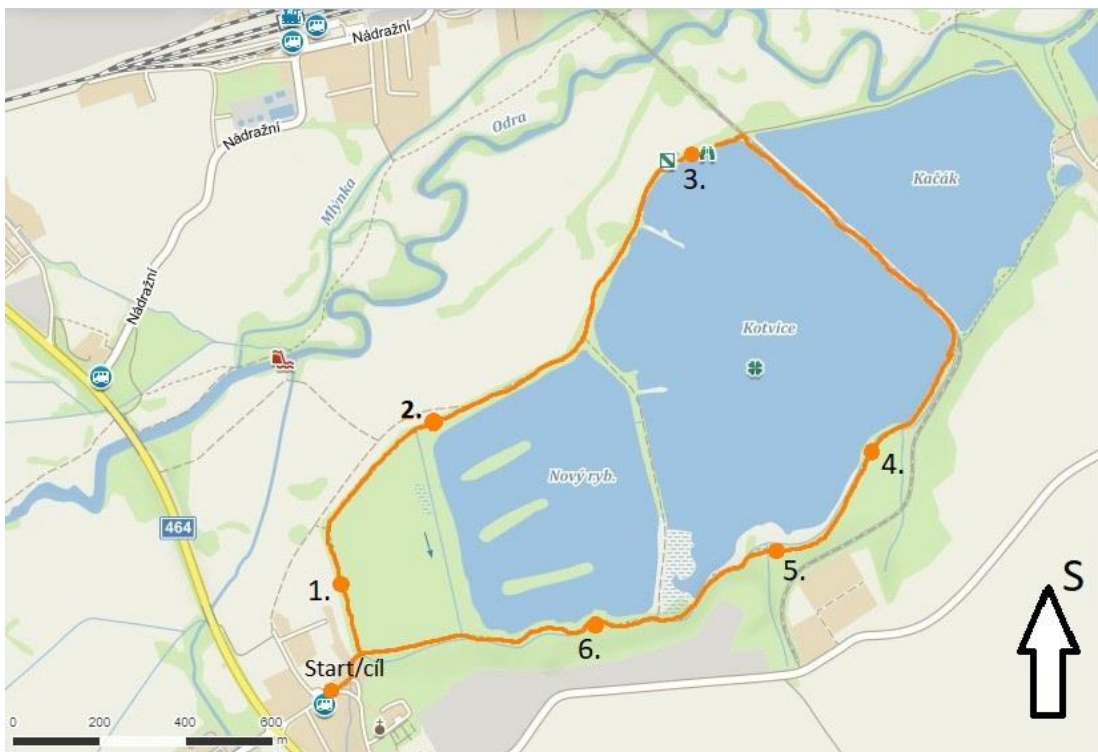 Nádražní
Nádražní
Odra
Mlýnka
3.
Kačák
Nádražní
Kotvice
2.
4.
Nový ryb.
464
5.
S
1.
6.
Start/cíl
0 200 400 600
m